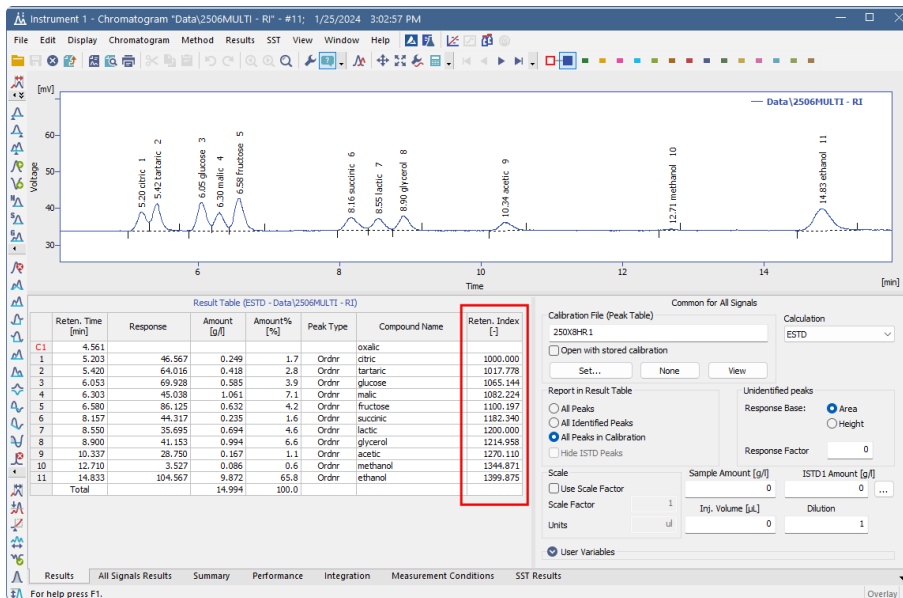 Instrument 1 - Chromatogram "Data\2506MULTI - RI" - #11; 1/25/2024 3:02:57 PM
File Edit Display Chromatogram Method Results SST View Window Help
[mV]
Data\2506MULTI - RI
60
50
40
30
Voltage
5.20 citric 1
5.42 tartaric 2
6.05 glucose 3
6.30 malic 4
6.58 fructose 5
8.16 succinic 6
8.55 lactic 7
8.90 glycerol 8
10.34 acetic 9
12.71 methanol 10
14.83 ethanol 11
6 8 10 12 14
Time [min]
Result Table (ESTD - Data\2506MULTI - RI)
Reten. Time [min] Response Amount [g/l] Amount% [%] Peak Type Compound Name Reten. Index [-]
C1 4.561 oxalic
1 5.203 46.567 0.249 1.7 Ordnr citric 1000.000
2 5.420 64.016 0.418 2.8 Ordnr tartaric 1017.778
3 6.053 69.928 0.585 3.9 Ordnr glucose 1065.144
4 6.303 45.038 1.061 7.1 Ordnr malic 1082.224
5 6.580 86.125 0.632 4.2 Ordnr fructose 1100.197
6 8.157 44.317 0.235 1.6 Ordnr succinic 1182.340
7 8.550 35.695 0.694 4.6 Ordnr lactic 1200.000
8 8.900 41.153 0.994 6.6 Ordnr glycerol 1214.958
9 10.337 28.750 0.167 1.1 Ordnr acetic 1270.110
10 12.710 3.527 0.086 0.6 Ordnr methanol 1344.871
11 14.833 104.567 9.872 65.8 Ordnr ethanol 1399.875
Total 14.994 100.0
Common for All Signals
Calibration File (Peak Table)
250X8HR1
Open with stored calibration
Set... None View
Calculation
ESTD
Report in Result Table
All Peaks
All Identified Peaks
All Peaks in Calibration
Hide ISTD Peaks
Unidentified peaks
Response Base: Area
Height
Response Factor 0
Scale
Use Scale Factor
Scale Factor 1
Units ul
Sample Amount [g/l]
0
ISTD1 Amount [g/l]
0 ...
Inj. Volume [µL]
0
Dilution
1
User Variables
Results All Signals Results Summary Performance Integration Measurement Conditions SST Results
For help press F1. Overlay